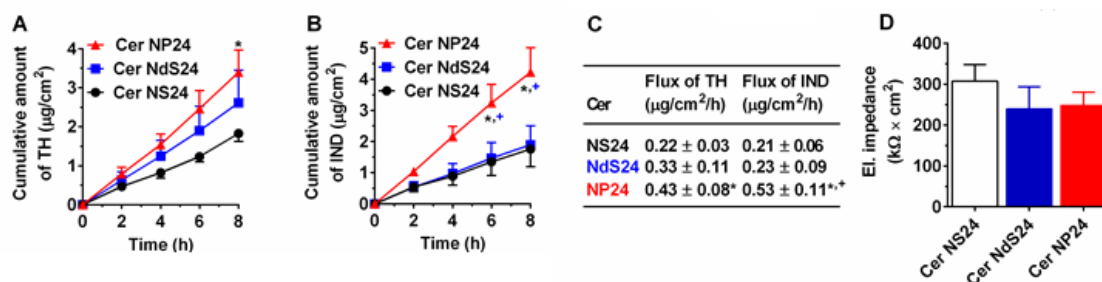 A
Cer NP24
Cer NdS24
Cer NS24
Cumulative amount
of TH (µg/cm²)
4
3
2
1
0
0 2 4 6 8
Time (h)
*
B
Cer NP24
Cer NdS24
Cer NS24
Cumulative amount
of IND (µg/cm²)
5
4
3
2
1
0
0 2 4 6 8
Time (h)
*,+
*,+
C
Cer
Flux of TH
(µg/cm²/h)
Flux of IND
(µg/cm²/h)
NS24 0.22 ± 0.03 0.21 ± 0.06
NdS24 0.33 ± 0.11 0.23 ± 0.09
NP24 0.43 ± 0.08* 0.53 ± 0.11*,+
D
El. impedance
(kΩ × cm²)
400
300
200
100
0
Cer NS24
Cer NdS24
Cer NP24